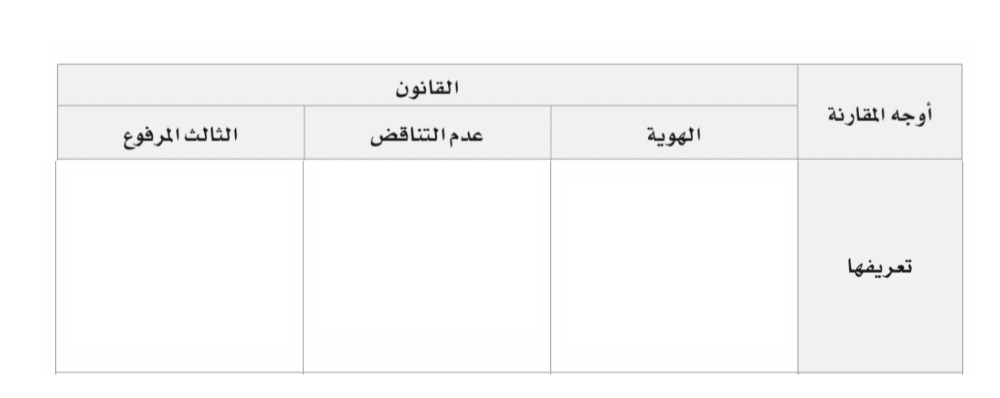 أوجه المقارنة
القانون
الهوية
عدم التناقض
الثالث المرفوع
تعريفها